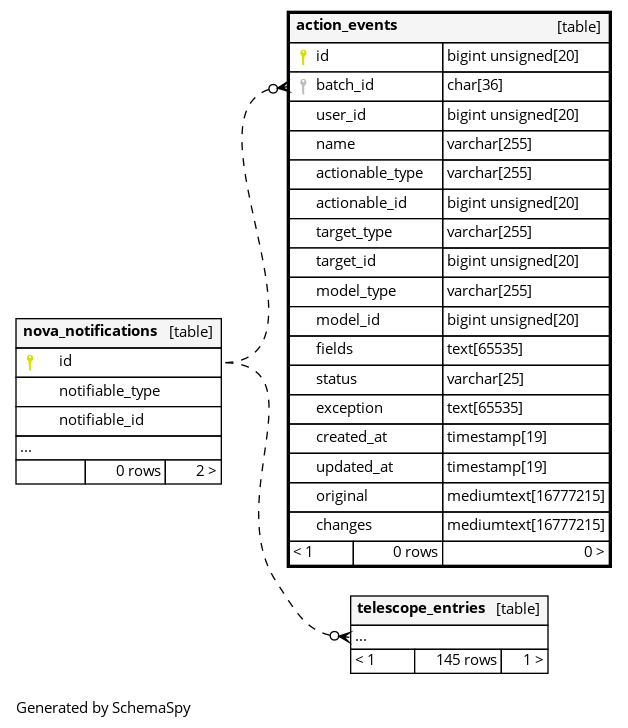 action_events [table]
id bigint unsigned[20]
batch_id char[36]
user_id bigint unsigned[20]
name varchar[255]
actionable_type varchar[255]
actionable_id bigint unsigned[20]
target_type varchar[255]
target_id bigint unsigned[20]
model_type varchar[255]
model_id bigint unsigned[20]
fields text[65535]
status varchar[25]
exception text[65535]
created_at timestamp[19]
updated_at timestamp[19]
original mediumtext[16777215]
changes mediumtext[16777215]
< 1 0 rows 0 >
nova_notifications [table]
id
notifiable_type
notifiable_id
...
0 rows 2 >
telescope_entries [table]
...
< 1 145 rows 1 >
Generated by SchemaSpy